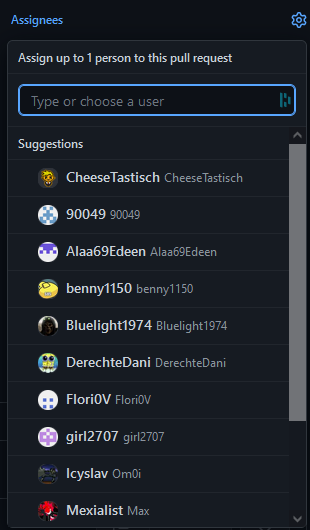 Assignees
Assign up to 1 person to this pull request
Type or choose a user
Suggestions
CheeseTastisch CheeseTastisch
90049 90049
Alaa69Edeen Alaa69Edeen
benny1150 benny1150
Bluelight1974 Bluelight1974
DerechteDani DerechteDani
Flori0V Flori0V
girl2707 girl2707
Icyslav Om0i
Mexialist Max